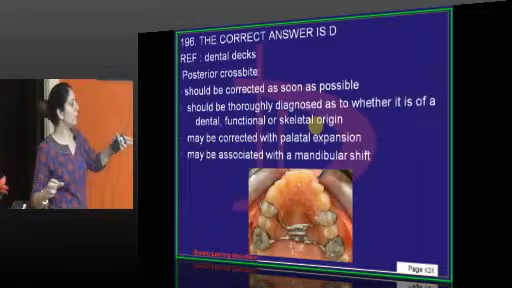 196. THE CORRECT ANSWER IS D
REF : dental decks
Posterior crossbite:
should be corrected as soon as possible
should be thoroughly diagnosed as to whether it is of a
dental, functional or skeletal origin
may be corrected with palatal expansion
may be associated with a mandibular shift
Learning
Page